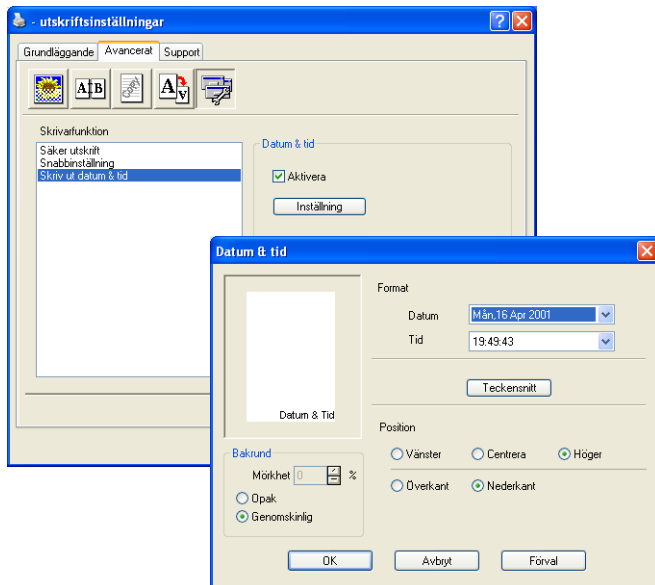 - utskriftsinställningar
Grundläggande Avancerat Support
A B
A A
Skrivarfunktion
Säker utskrift
Snabbinställning
Skriv ut datum & tid
Datum & tid
Aktivera
Inställning
Datum & tid
Datum & Tid
Format
Datum Mån,16 Apr 2001
Tid 19:49:43
Teckensnitt
Position
Vänster Centrera Höger
Överkant Nederkant
Bakrund
Mörkhet 0 %
Opak
Genomskinlig
OK Avbryt Förval